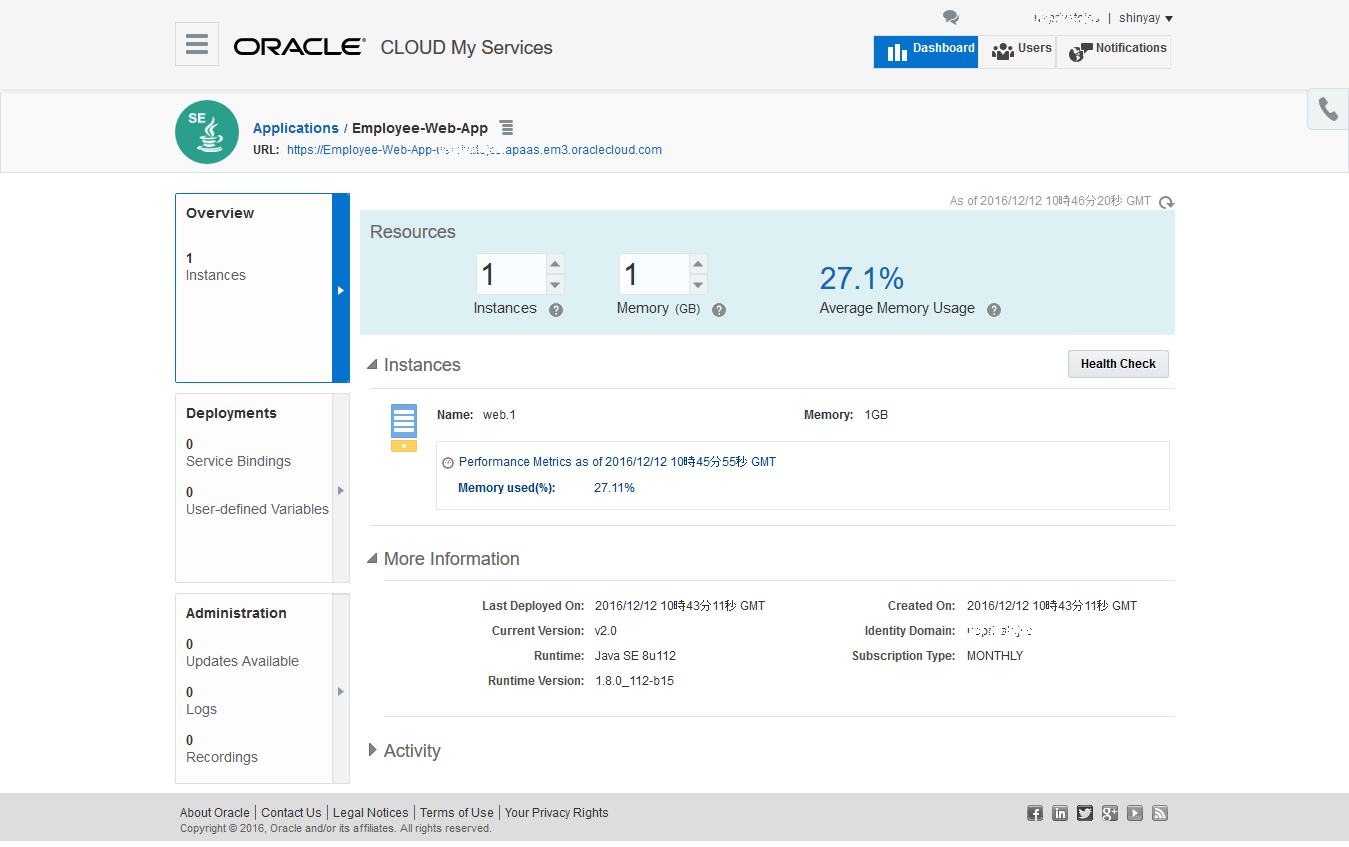 | shinyay
ORACLE CLOUD My Services
Dashboard Users Notifications
SE
Applications / Employee-Web-App
URL: https://Employee-Web-App- .apaas.em3.oraclecloud.com
Overview
1
Instances
Deployments
0
Service Bindings
0
User-defined Variables
Administration
0
Updates Available
0
Logs
0
Recordings
As of 2016/12/12 10時46分20秒 GMT
Resources
1 1 27.1%
Instances ? Memory (GB) ? Average Memory Usage ?
Instances Health Check
Name: web.1 Memory: 1GB
Performance Metrics as of 2016/12/12 10時45分55秒 GMT
Memory used(%): 27.11%
More Information
Last Deployed On: 2016/12/12 10時43分11秒 GMT Created On: 2016/12/12 10時43分11秒 GMT
Current Version: v2.0 Identity Domain:
Runtime: Java SE 8u112 Subscription Type: MONTHLY
Runtime Version: 1.8.0_112-b15
Activity
About Oracle | Contact Us | Legal Notices | Terms of Use | Your Privacy Rights
Copyright © 2016, Oracle and/or its affiliates. All rights reserved.